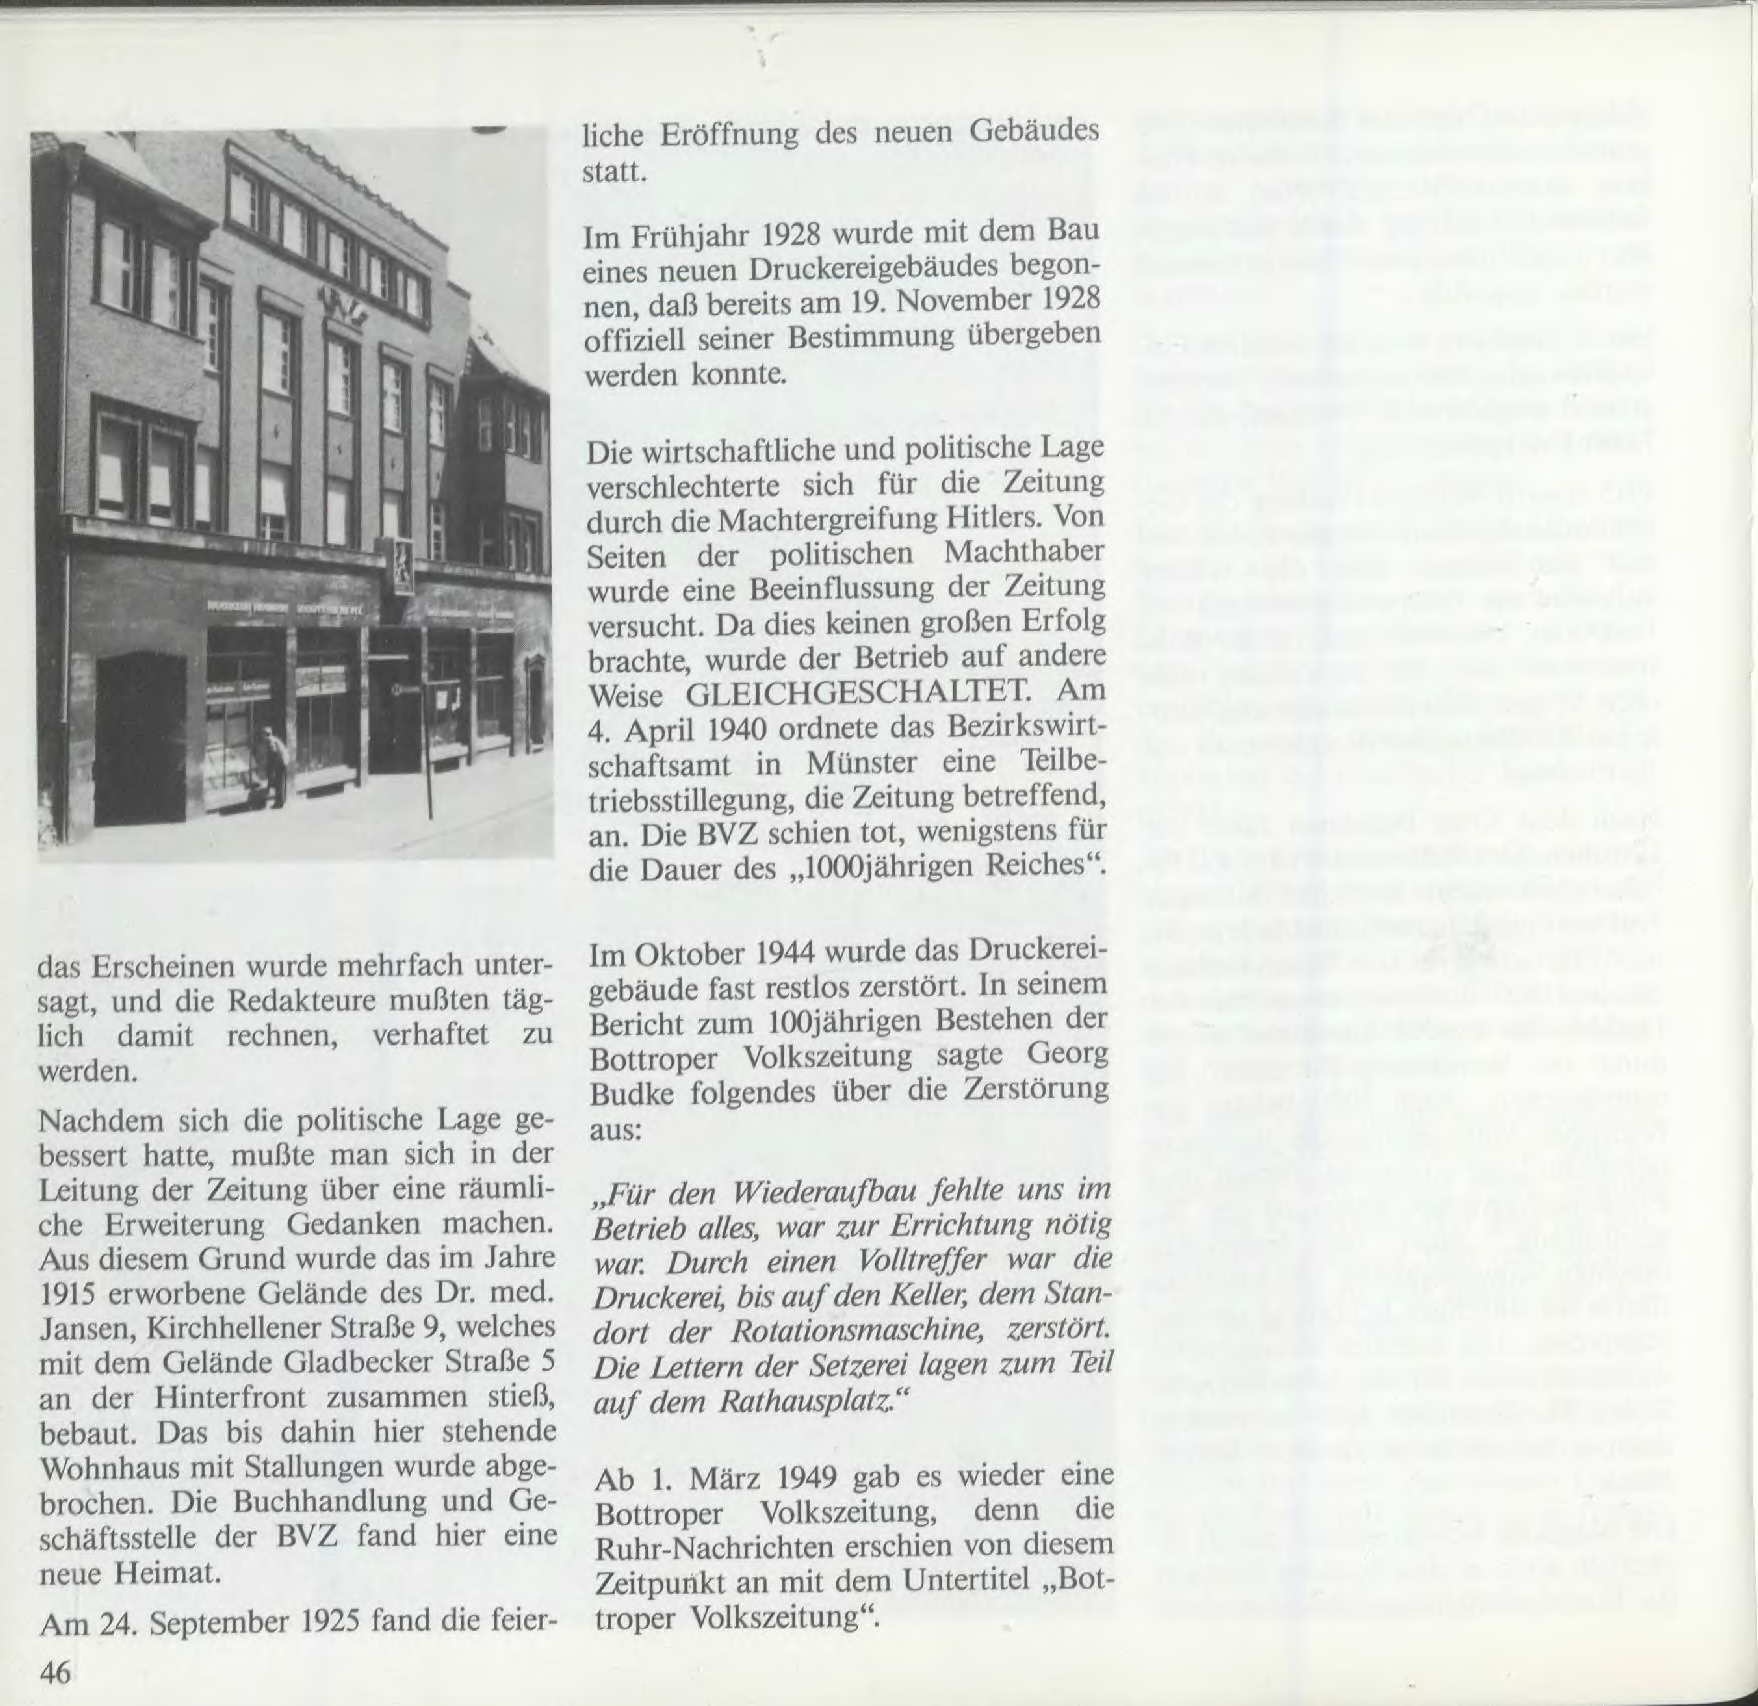 das Erscheinen wurde mehrfach unter-
sagt, und die Redakteure mußten täg-
lich damit rechnen, verhaftet zu
werden.
Nachdem sich die politische Lage ge-
bessert hatte, mußte man sich in der
Leitung der Zeitung über eine räumli-
che Erweiterung Gedanken machen.
Aus diesem Grund wurde das im Jahre
1915 erworbene Gelände des Dr. med.
Jansen, Kirchhellener Straße 9, welches
mit dem Gelände Gladbecker Straße 5
an der Hinterfront zusammen stieß,
bebaut. Das bis dahin hier stehende
Wohnhaus mit Stallungen wurde abge-
brochen. Die Buchhandlung und Ge-
schäftsstelle der BVZ fand hier eine
neue Heimat.
Am 24. September 1925 fand die feier-
liche Eröffnung des neuen Gebäudes
statt.
Im Frühjahr 1928 wurde mit dem Bau
eines neuen Druckereigebäudes begon-
nen, daß bereits am 19. November 1928
offiziell seiner Bestimmung übergeben
werden konnte.
Die wirtschaftliche und politische Lage
verschlechterte sich für die Zeitung
durch die Machtergreifung Hitlers. Von
Seiten der politischen Machthaber
wurde eine Beeinflussung der Zeitung
versucht. Da dies keinen großen Erfolg
brachte, wurde der Betrieb auf andere
Weise GLEICHGESCHALTET. Am
4. April 1940 ordnete das Bezirkswirt-
schaftsamt in Münster eine Teilbe-
triebsstillegung, die Zeitung betreffend,
an. Die BVZ schien tot, wenigstens für
die Dauer des „1000jährigen Reiches“.
Im Oktober 1944 wurde das Druckerei-
gebäude fast restlos zerstört. In seinem
Bericht zum 100jährigen Bestehen der
Bottroper Volkszeitung sagte Georg
Budke folgendes über die Zerstörung
aus:
„Für den Wiederaufbau fehlte uns im
Betrieb alles, war zur Errichtung nötig
war. Durch einen Volltreffer war die
Druckerei, bis auf den Keller, dem Stan-
dort der Rotationsmaschine, zerstört.
Die Lettern der Setzerei lagen zum Teil
auf dem Rathausplatz.“
Ab 1. März 1949 gab es wieder eine
Bottroper Volkszeitung, denn die
Ruhr-Nachrichten erschien von diesem
Zeitpunkt an mit dem Untertitel „Bot-
troper Volkszeitung“.
46